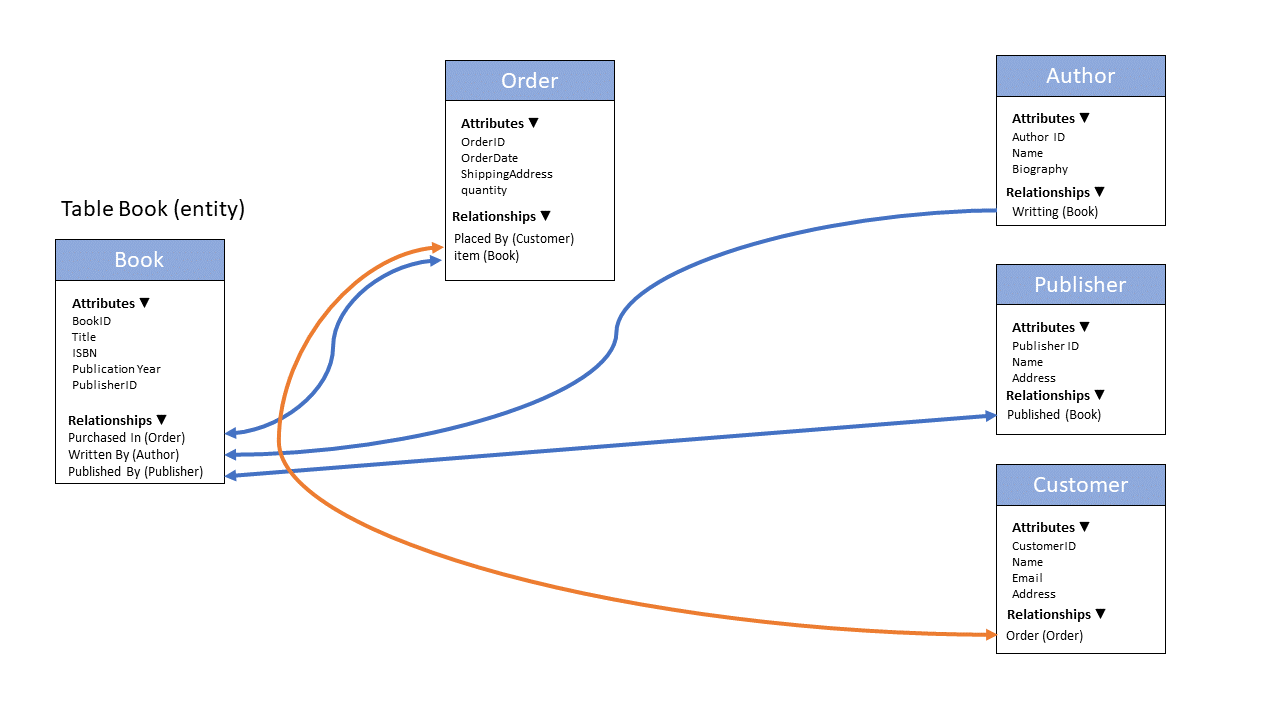 Table Book (entity)
Book
Attributes ▼
BookID
Title
ISBN
Publication Year
PublisherID
Relationships ▼
Purchased In (Order)
Written By (Author)
Published By (Publisher)
Order
Attributes ▼
OrderID
OrderDate
ShippingAddress
quantity
Relationships ▼
Placed By (Customer)
item (Book)
Author
Attributes ▼
Author ID
Name
Biography
Relationships ▼
Writting (Book)
Publisher
Attributes ▼
Publisher ID
Name
Address
Relationships ▼
Published (Book)
Customer
Attributes ▼
CustomerID
Name
Email
Address
Relationships ▼
Order (Order)